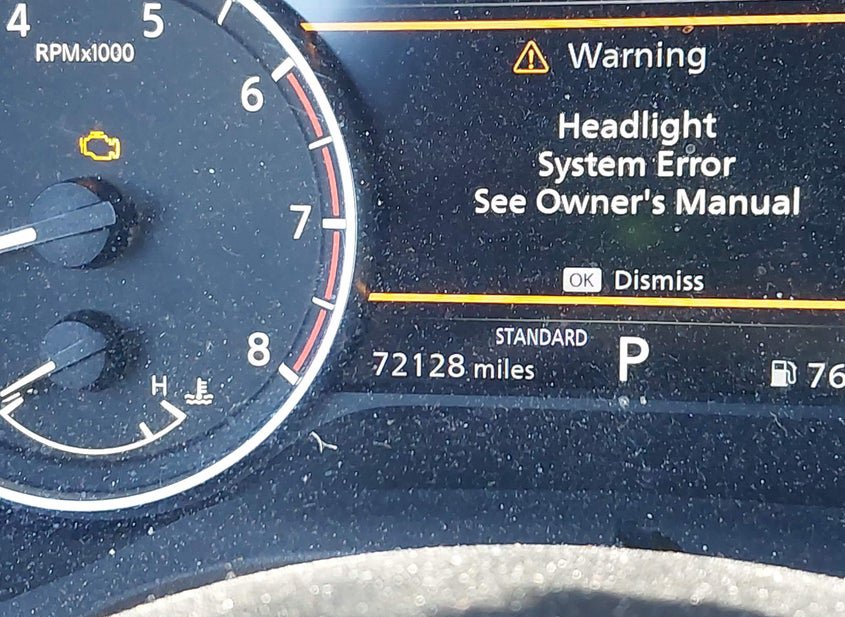 4
5
RPMx1000
6
7
8
H
Warning
Headlight
System Error
See Owner's Manual
OK Dismiss
STANDARD
72128 miles
P
76